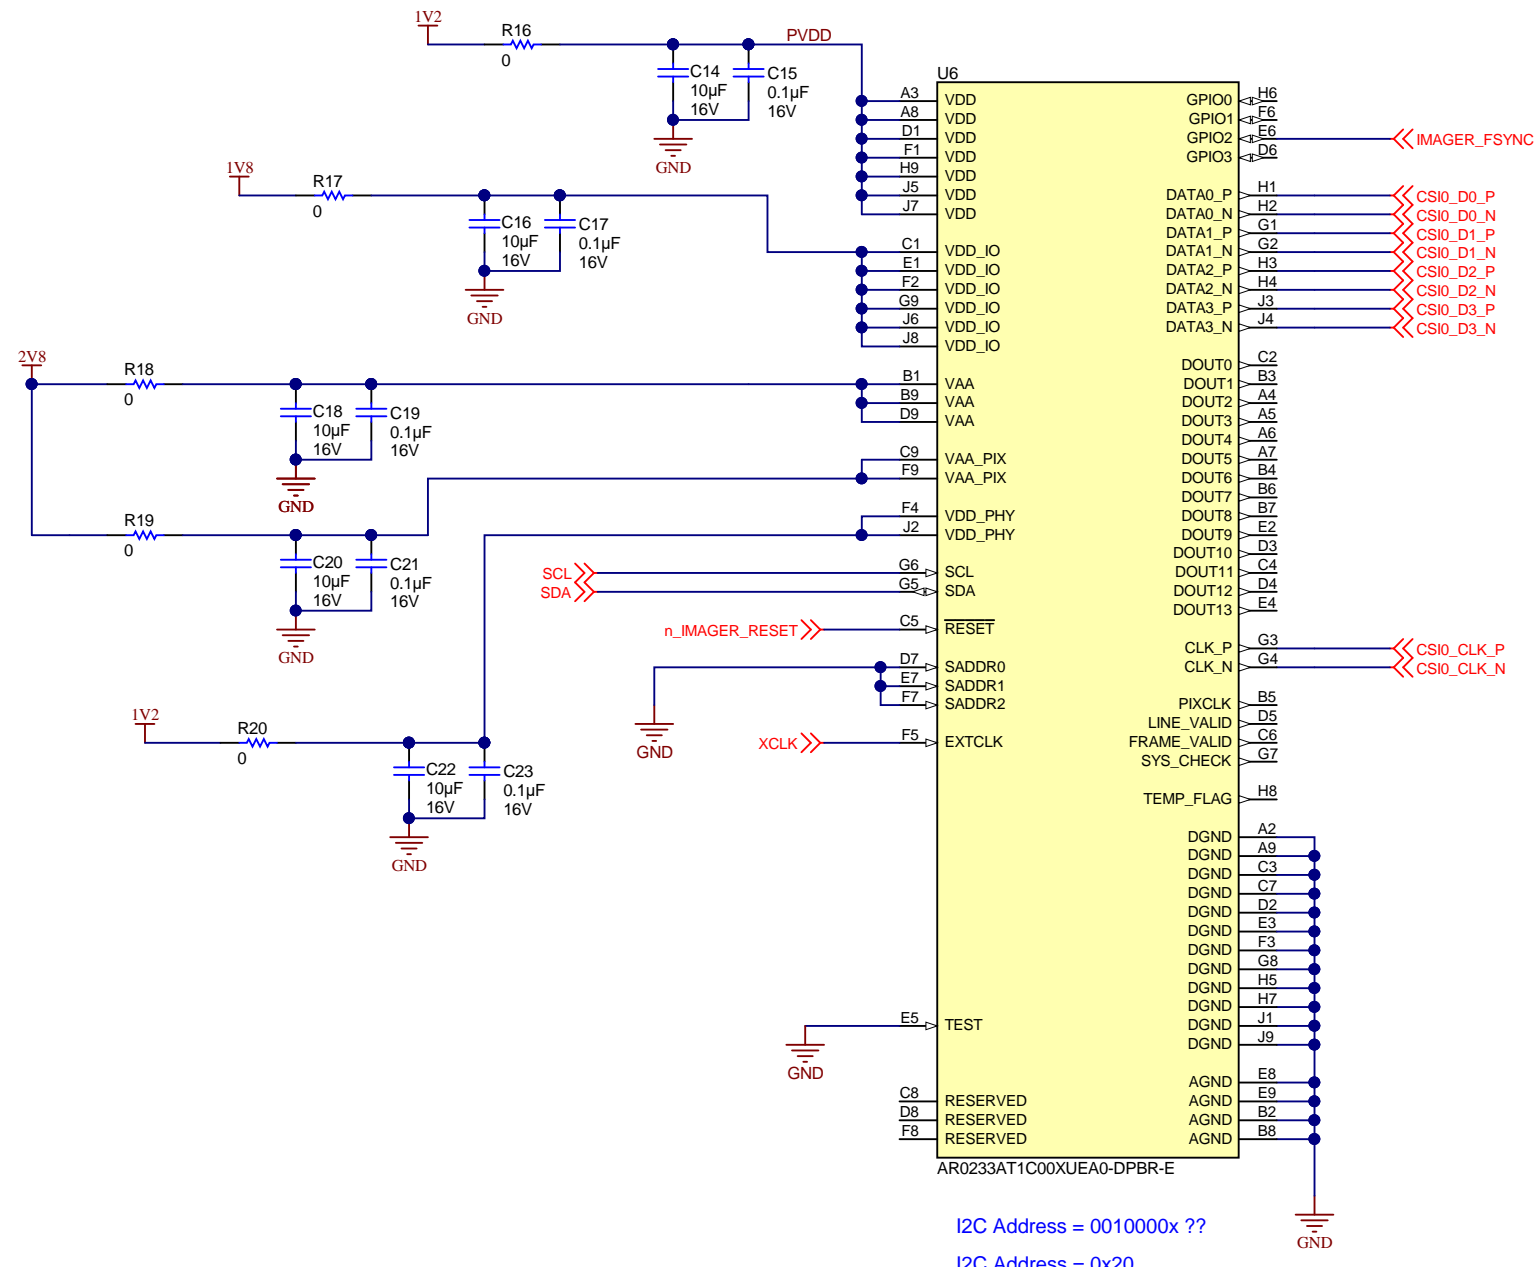 1V2
R16
0
PVDD
C14
10µF
16V
C15
0.1µF
16V
GND
1V8
R17
0
C16
10µF
16V
C17
0.1µF
16V
GND
2V8
R18
0
C18
10µF
16V
C19
0.1µF
16V
GND
R19
0
C20
10µF
16V
C21
0.1µF
16V
GND
1V2
R20
0
C22
10µF
16V
C23
0.1µF
16V
GND
SCL
SDA
n_IMAGER_RESET
GND
XCLK
GND
U6
A3 VDD
A8 VDD
D1 VDD
F1 VDD
H9 VDD
J5 VDD
J7 VDD
C1 VDD_IO
E1 VDD_IO
F2 VDD_IO
G9 VDD_IO
J6 VDD_IO
J8 VDD_IO
B1 VAA
B9 VAA
D9 VAA
C9 VAA_PIX
F9 VAA_PIX
F4 VDD_PHY
J2 VDD_PHY
G6 SCL
G5 SDA
C5 RESET
D7 SADDR0
E7 SADDR1
F7 SADDR2
F5 EXTCLK
E5 TEST
C8 RESERVED
D8 RESERVED
F8 RESERVED
GPIO0 H6
GPIO1 F6
GPIO2 E6 IMAGER_FSYNC
GPIO3 D6
DATA0_P H1 CSI0_D0_P
DATA0_N H2 CSI0_D0_N
DATA1_P G1 CSI0_D1_P
DATA1_N G2 CSI0_D1_N
DATA2_P H3 CSI0_D2_P
DATA2_N H4 CSI0_D2_N
DATA3_P J3 CSI0_D3_P
DATA3_N J4 CSI0_D3_N
DOUT0 C2
DOUT1 B3
DOUT2 A4
DOUT3 A5
DOUT4 A6
DOUT5 A7
DOUT6 B4
DOUT7 B6
DOUT8 B7
DOUT9 E2
DOUT10 D3
DOUT11 C4
DOUT12 D4
DOUT13 E4
CLK_P G3 CSI0_CLK_P
CLK_N G4 CSI0_CLK_N
PIXCLK B5
LINE_VALID D5
FRAME_VALID C6
SYS_CHECK G7
TEMP_FLAG H8
DGND A2
DGND A9
DGND C3
DGND C7
DGND D2
DGND E3
DGND F3
DGND G8
DGND H5
DGND H7
DGND J1
DGND J9
AGND E8
AGND E9
AGND B2
AGND B8
AR0233AT1C00XUEA0-DPBR-E
GND
I2C Address = 0010000x ??
I2C Address = 0x20